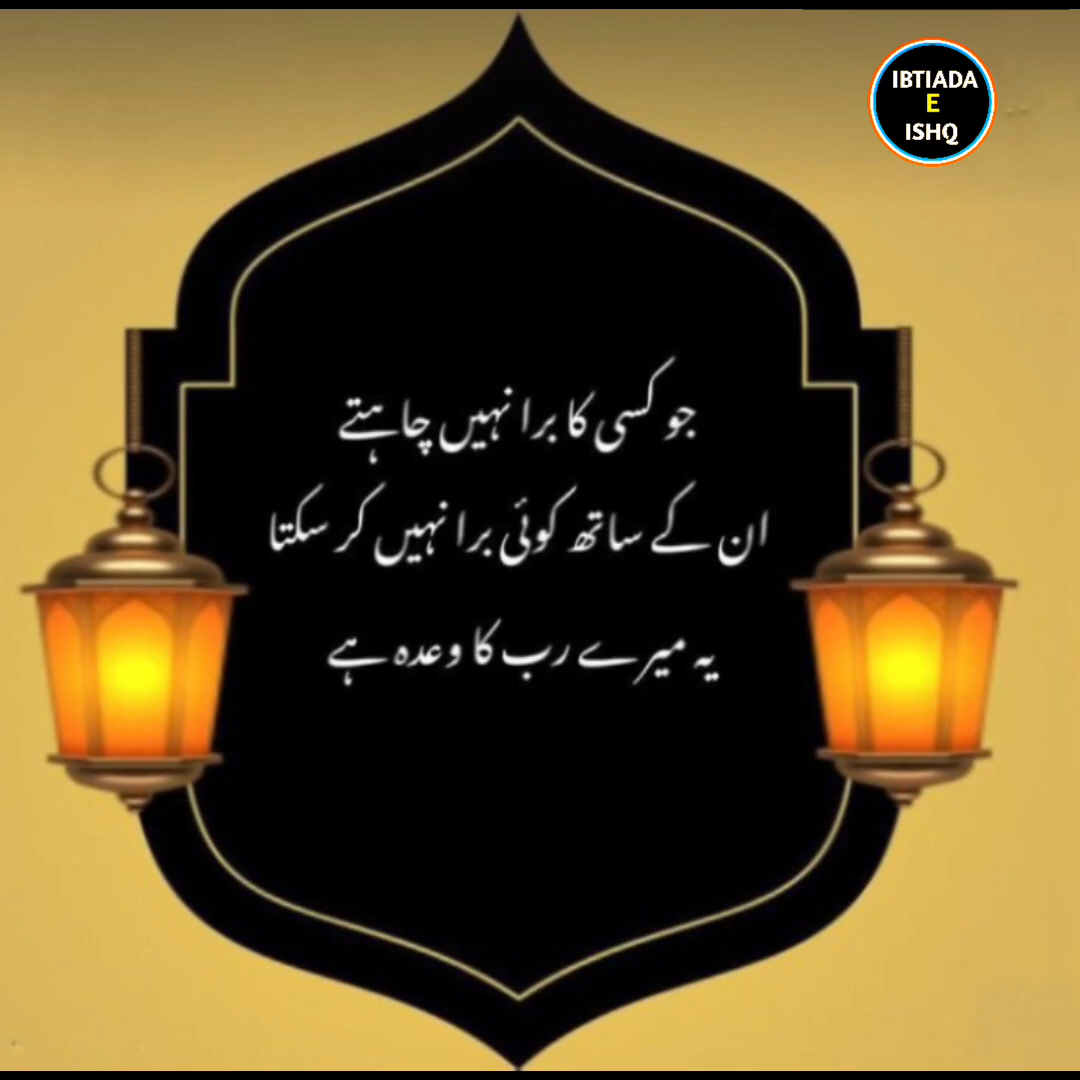 IBTIADA
E
ISHQ
جو کسی کا برا نہیں چاہتے
ان کے ساتھ کوئی برا نہیں کر سکتا
یہ میرے رب کا وعدہ ہے